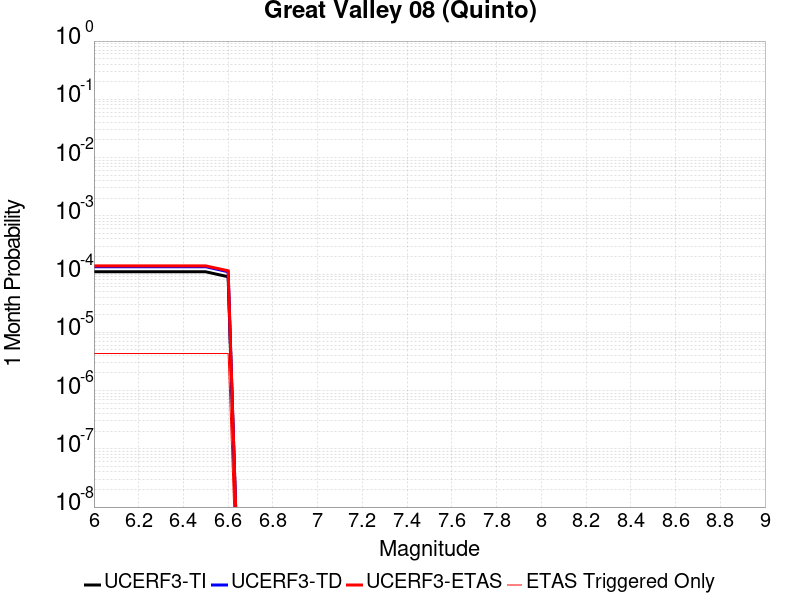 Great Valley 08 (Quinto)
10^0
10^-1
10^-2
10^-3
10^-4
10^-5
10^-6
10^-7
10^-8
1 Month Probability
6 6.2 6.4 6.6 6.8 7 7.2 7.4 7.6 7.8 8 8.2 8.4 8.6 8.8 9
Magnitude
UCERF3-TI UCERF3-TD UCERF3-ETAS ETAS Triggered Only